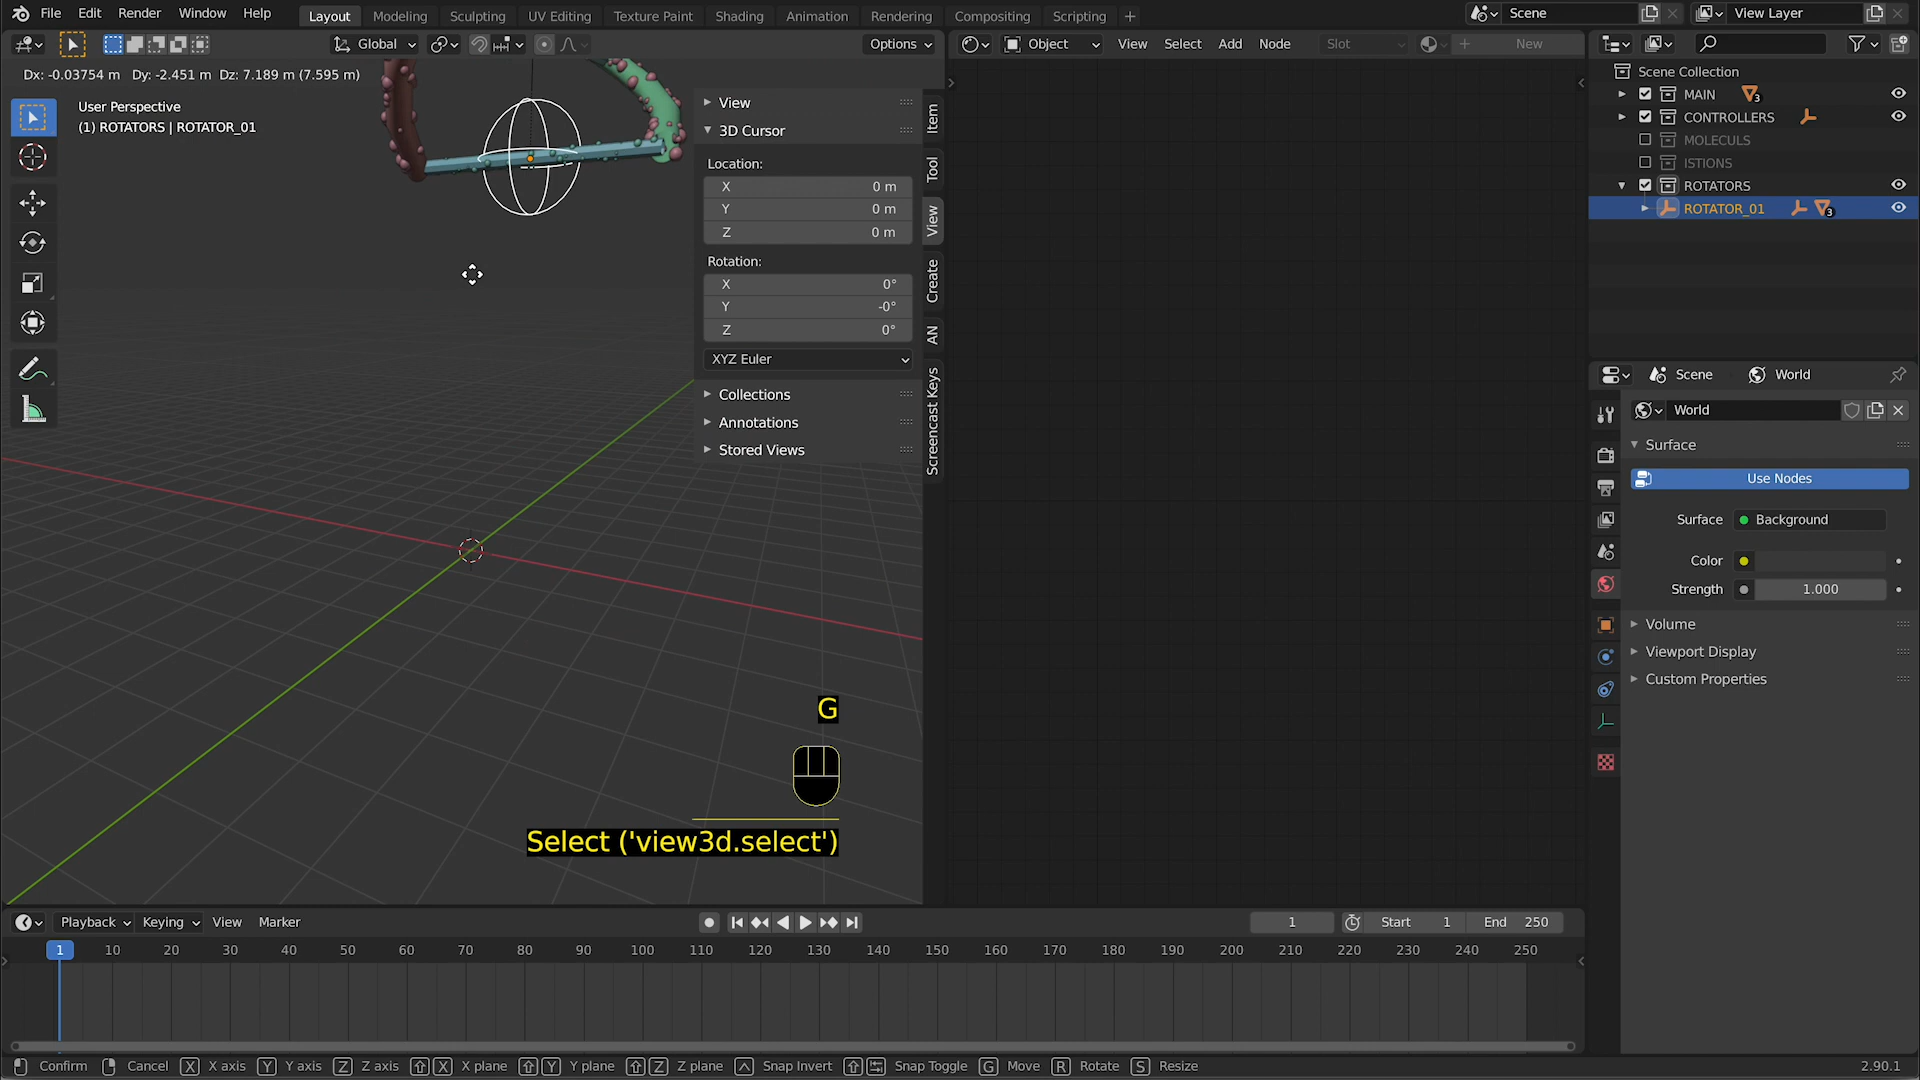 File Edit Render Window Help Layout Modeling Sculpting UV Editing Texture Paint Shading Animation Rendering Compositing Scripting + Scene View Layer
Global Options Object View Select Add Node Slot New
Dx: -0.03754 m Dy: -2.451 m Dz: 7.189 m (7.595 m)
User Perspective
(1) ROTATORS | ROTATOR_01
View
3D Cursor
Location:
X 0 m
Y 0 m
Z 0 m
Rotation:
X 0°
Y -0°
Z 0°
XYZ Euler
Collections
Annotations
Stored Views
Item
Tool
View
Create
AN
Screencast Keys
Scene Collection
MAIN 3
CONTROLLERS
MOLECULS
ISTIONS
ROTATORS
ROTATOR_01 3
Scene World
World
Surface
Use Nodes
Surface Background
Color
Strength 1.000
Volume
Viewport Display
Custom Properties
G
Select ('view3d.select')
Playback Keying View Marker 1 Start 1 End 250
1 10 20 30 40 50 60 70 80 90 100 110 120 130 140 150 160 170 180 190 200 210 220 230 240 250
Confirm Cancel X X axis Y Y axis Z Z axis X X plane Y Y plane Z Z plane Snap Invert Snap Toggle G Move R Rotate S Resize 2.90.1